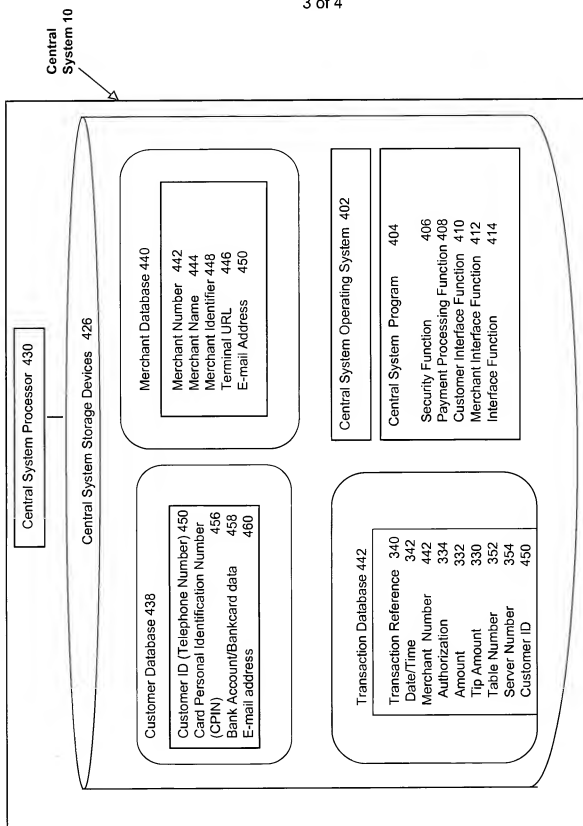 3 of 4
Central
System 10
Central System Processor 430
Central System Storage Devices 426
Customer Database 438
Customer ID (Telephone Number) 450
Card Personal Identification Number
(CPIN) 456
Bank Account/Bankcard data 458
E-mail address 460
Merchant Database 440
Merchant Number 442
Merchant Name 444
Merchant Identifier 448
Terminal URL 446
E-mail Address 450
Transaction Database 442
Transaction Reference 340
Date/Time 342
Merchant Number 442
Authorization 334
Amount 332
Tip Amount 330
Table Number 352
Server Number 354
Customer ID 450
Central System Operating System 402
Central System Program 404
Security Function 406
Payment Processing Function 408
Customer Interface Function 410
Merchant Interface Function 412
Interface Function 414